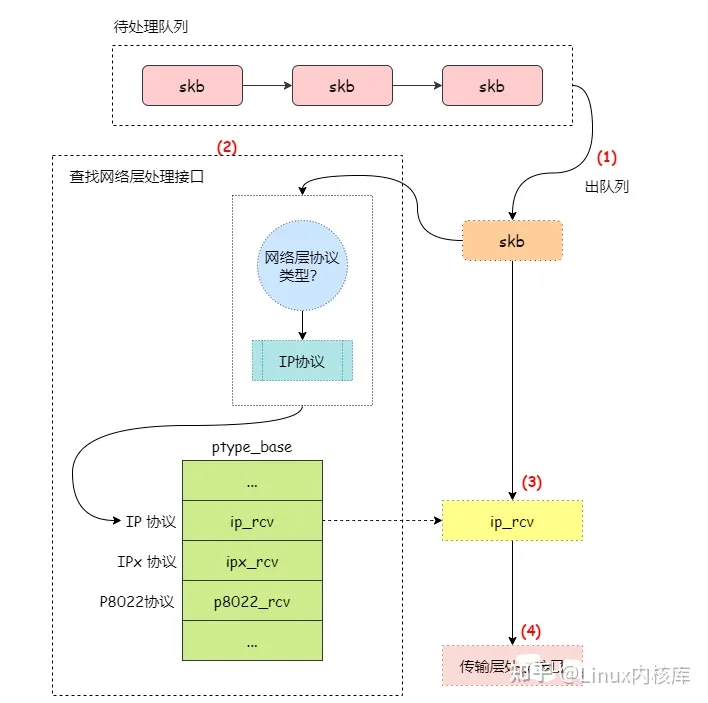 待处理队列
skb
skb
skb
(1)
出队列
(2)
查找网络层处理接口
skb
网络层协议
类型?
IP协议
ptype_base
...
IP 协议
ip_rcv
IPx 协议
ipx_rcv
P8022协议
p8022_rcv
...
(3)
ip_rcv
(4)
传输层处理接口
知乎 @Linux内核库